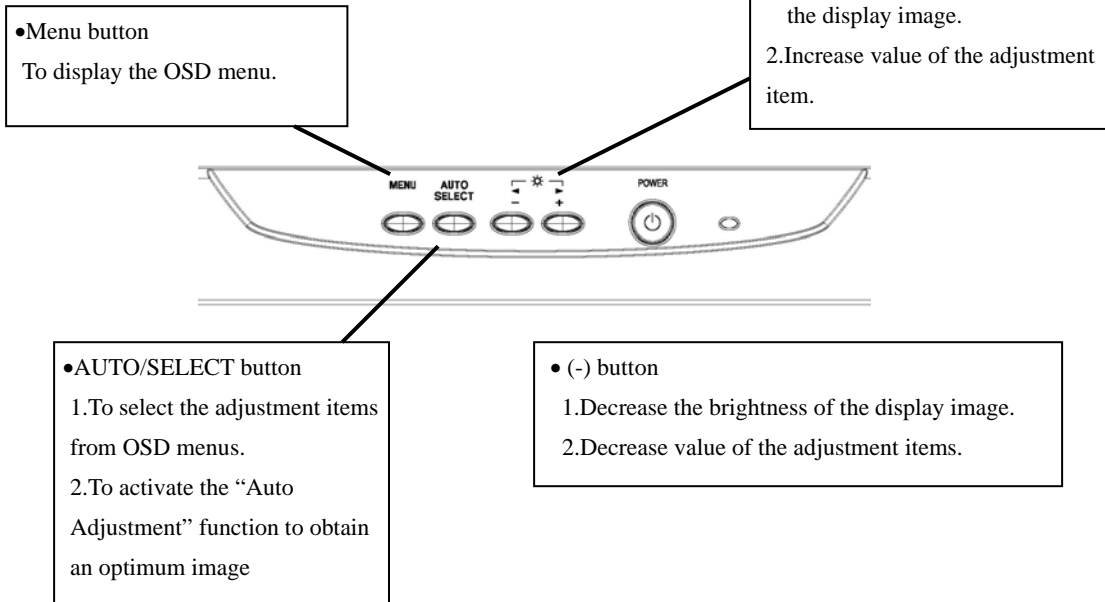 •Menu button
To display the OSD menu.
the display image.
2.Increase value of the adjustment
item.
MENU
AUTO
SELECT
-
+
POWER
•AUTO/SELECT button
1.To select the adjustment items
from OSD menus.
2.To activate the “Auto
Adjustment” function to obtain
an optimum image
• (-) button
1.Decrease the brightness of the display image.
2.Decrease value of the adjustment items.